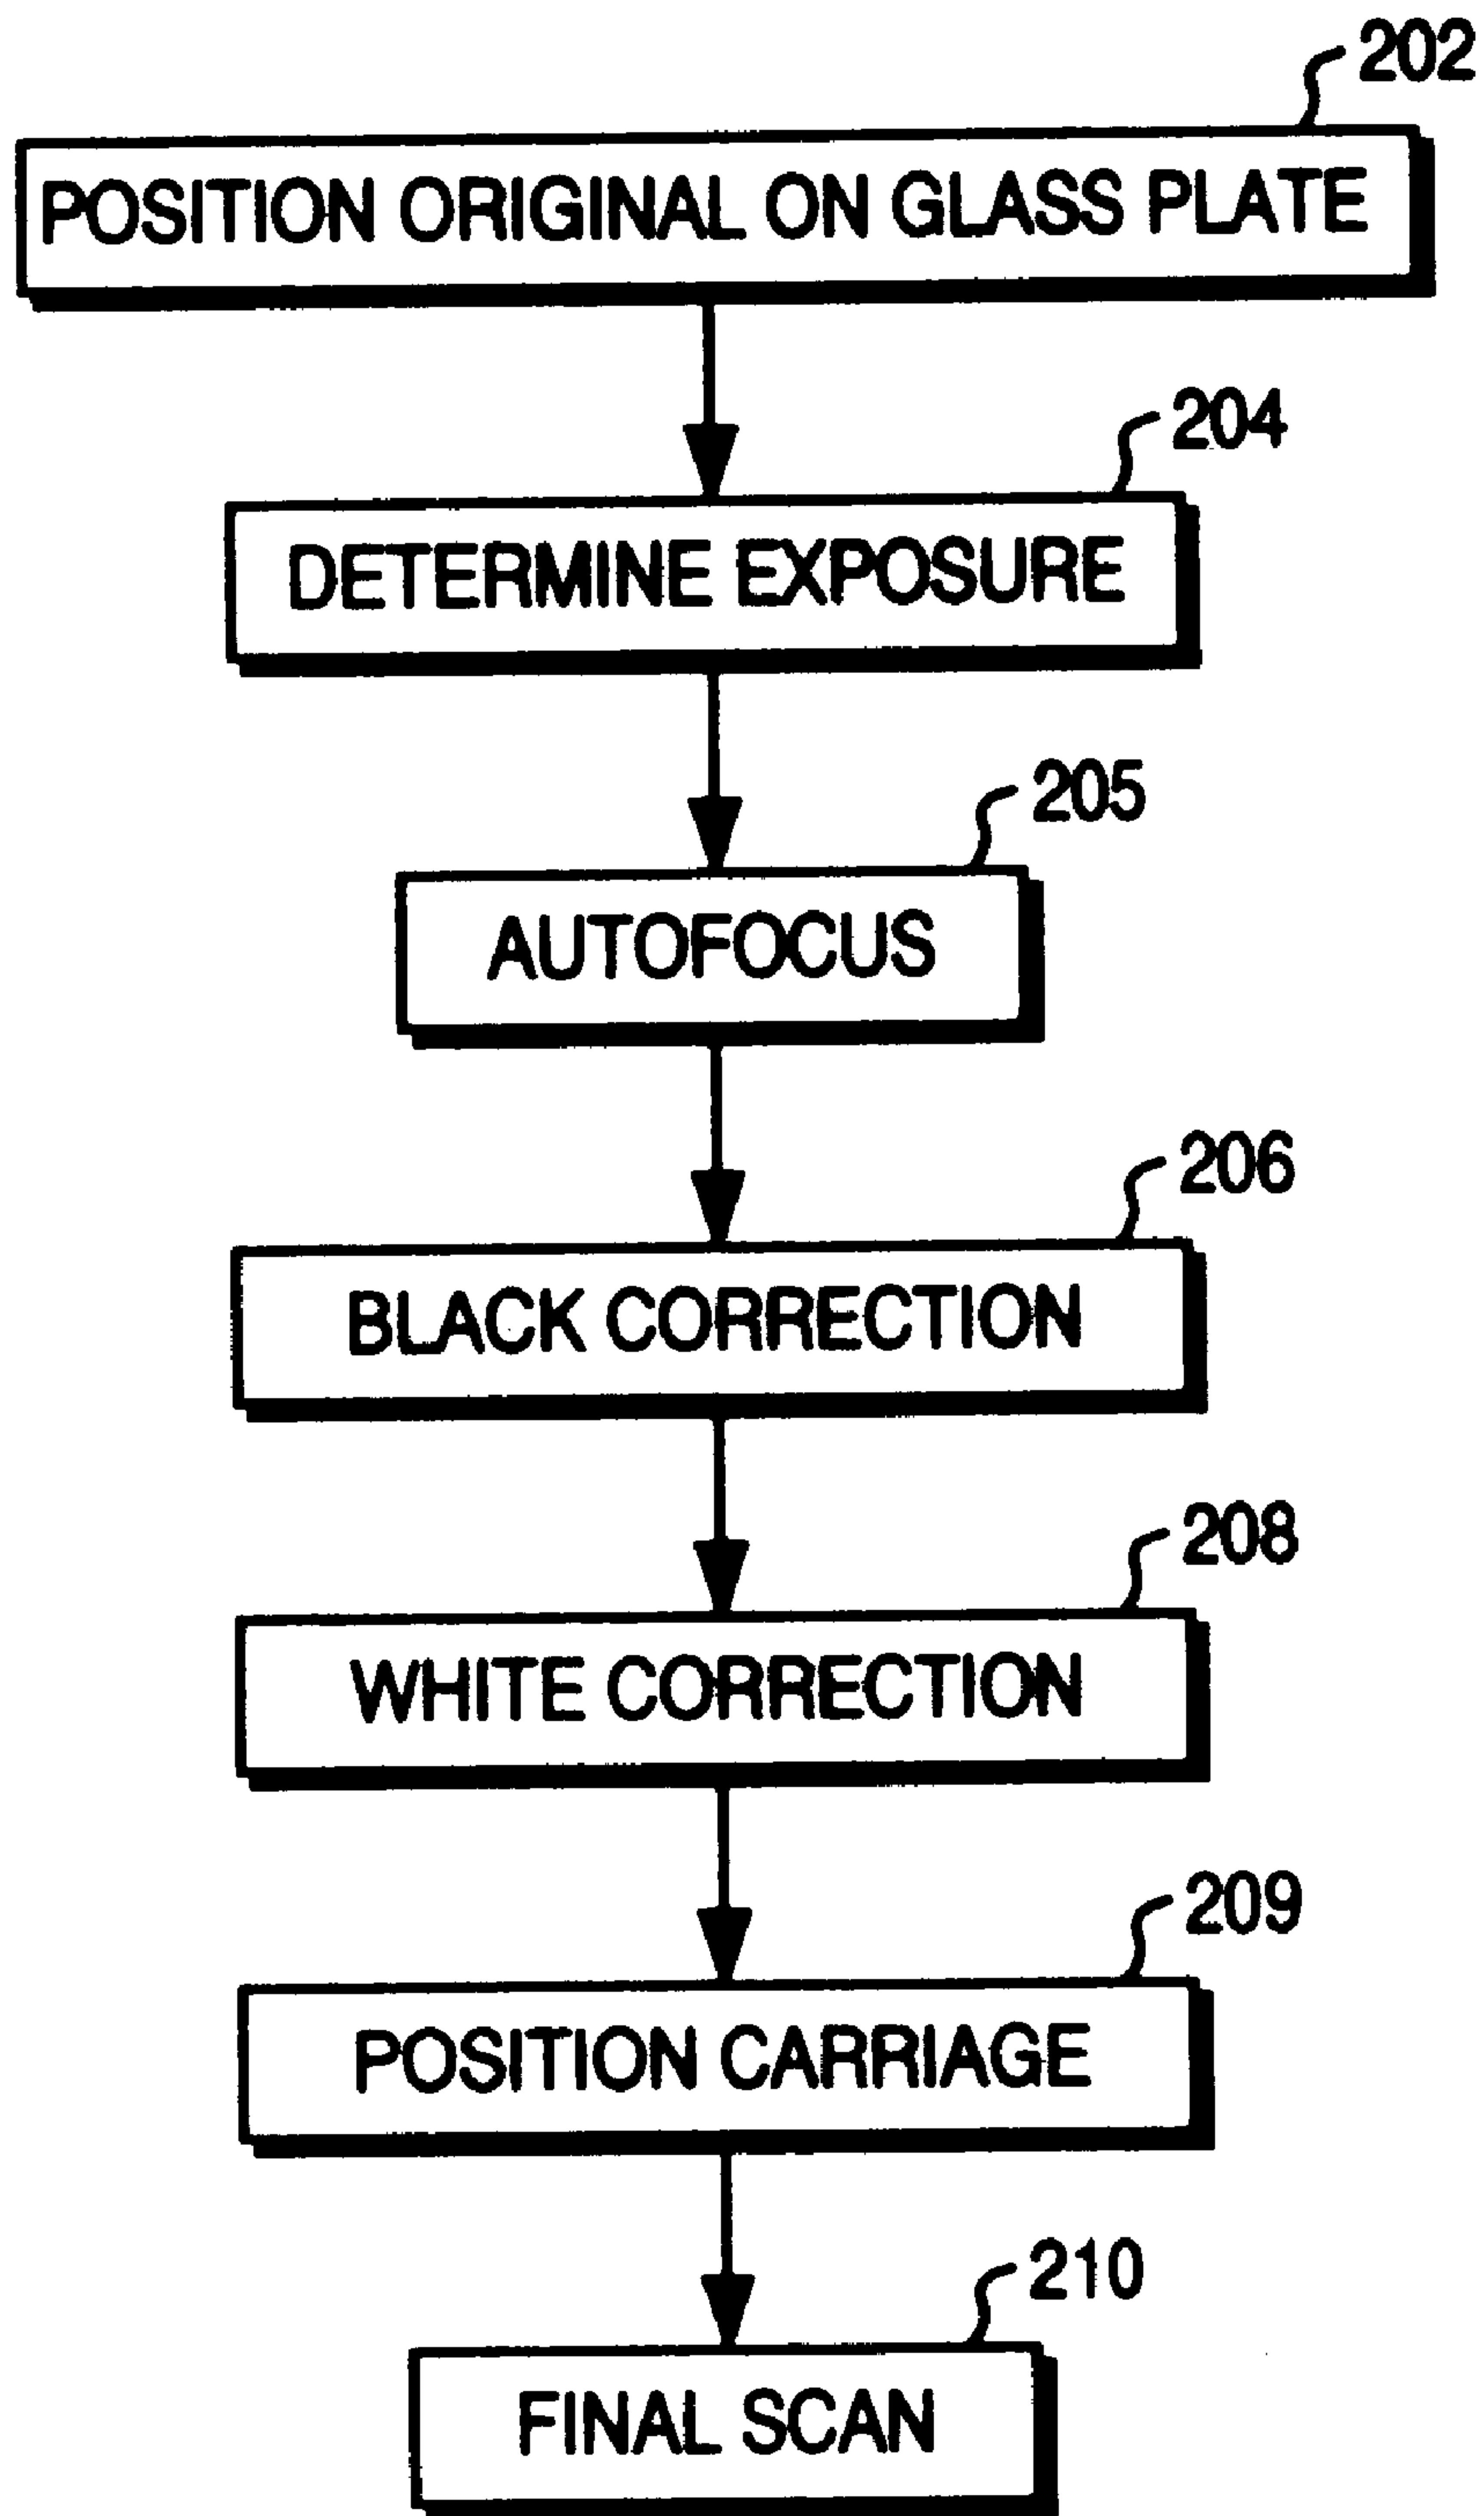 202
POSITION ORIGINAL ON GLASS PLATE
204
DETERMINE EXPOSURE
205
AUTOFOCUS
206
BLACK CORRECTION
208
WHITE CORRECTION
209
POSITION CARRIAGE
210
FINAL SCAN